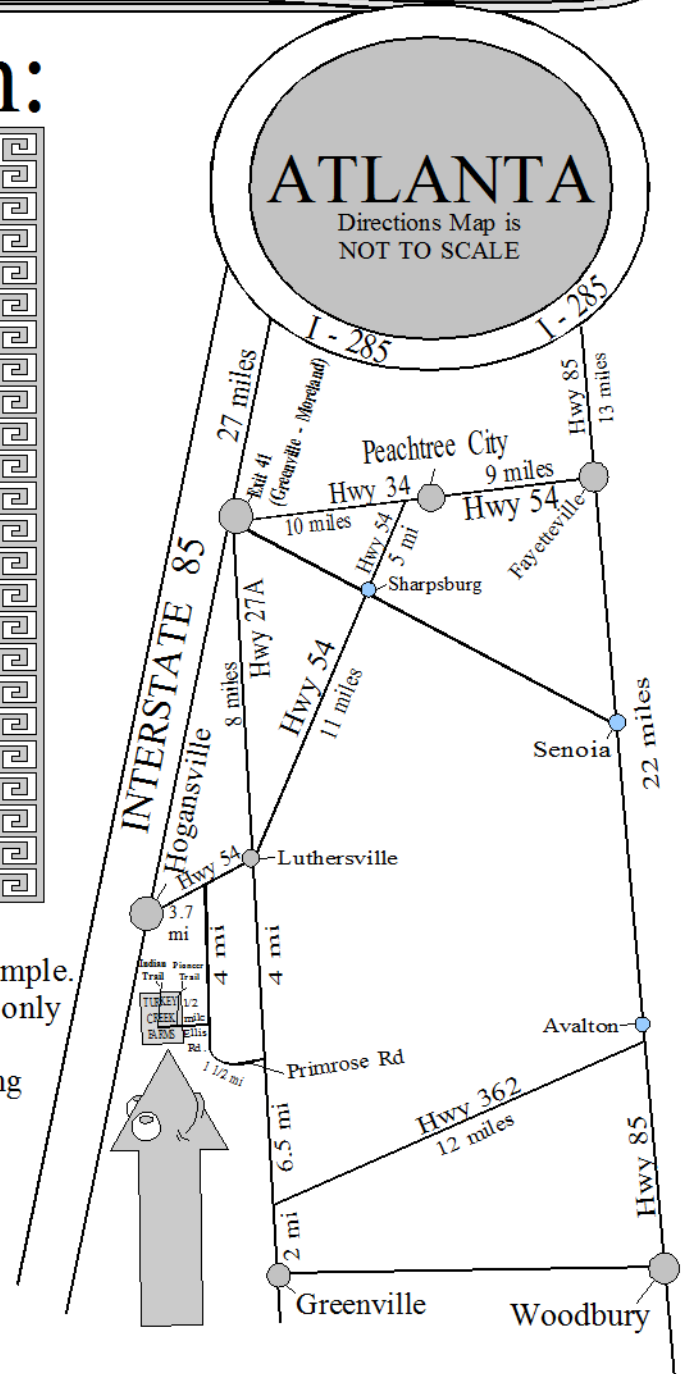 n:
ATLANTA
Directions Map is
NOT TO SCALE
I - 285
I - 285
27 miles
Exit 41
(Greenville - Moreland)
Hwy 85
13 miles
Peachtree City
Hwy 34
10 miles
9 miles
Hwy 54
Fayetteville
Hwy 54
5 mi
Sharpsburg
INTERSTATE 85
Hwy 27A
8 miles
Hwy 54
11 miles
Senoia
22 miles
Hogansville
Hwy 54
Luthersville
3.7
mi
4 mi
4 mi
mple.
only
ng
Indian
Trail
Pioneer
Trail
TURKEY
CREEK
FARMS
1/2
mile
Ellis
Rd.
1 1/2 mi
Primrose Rd
Avalton
Hwy 362
12 miles
6.5 mi
Hwy 85
2 mi
Greenville
Woodbury